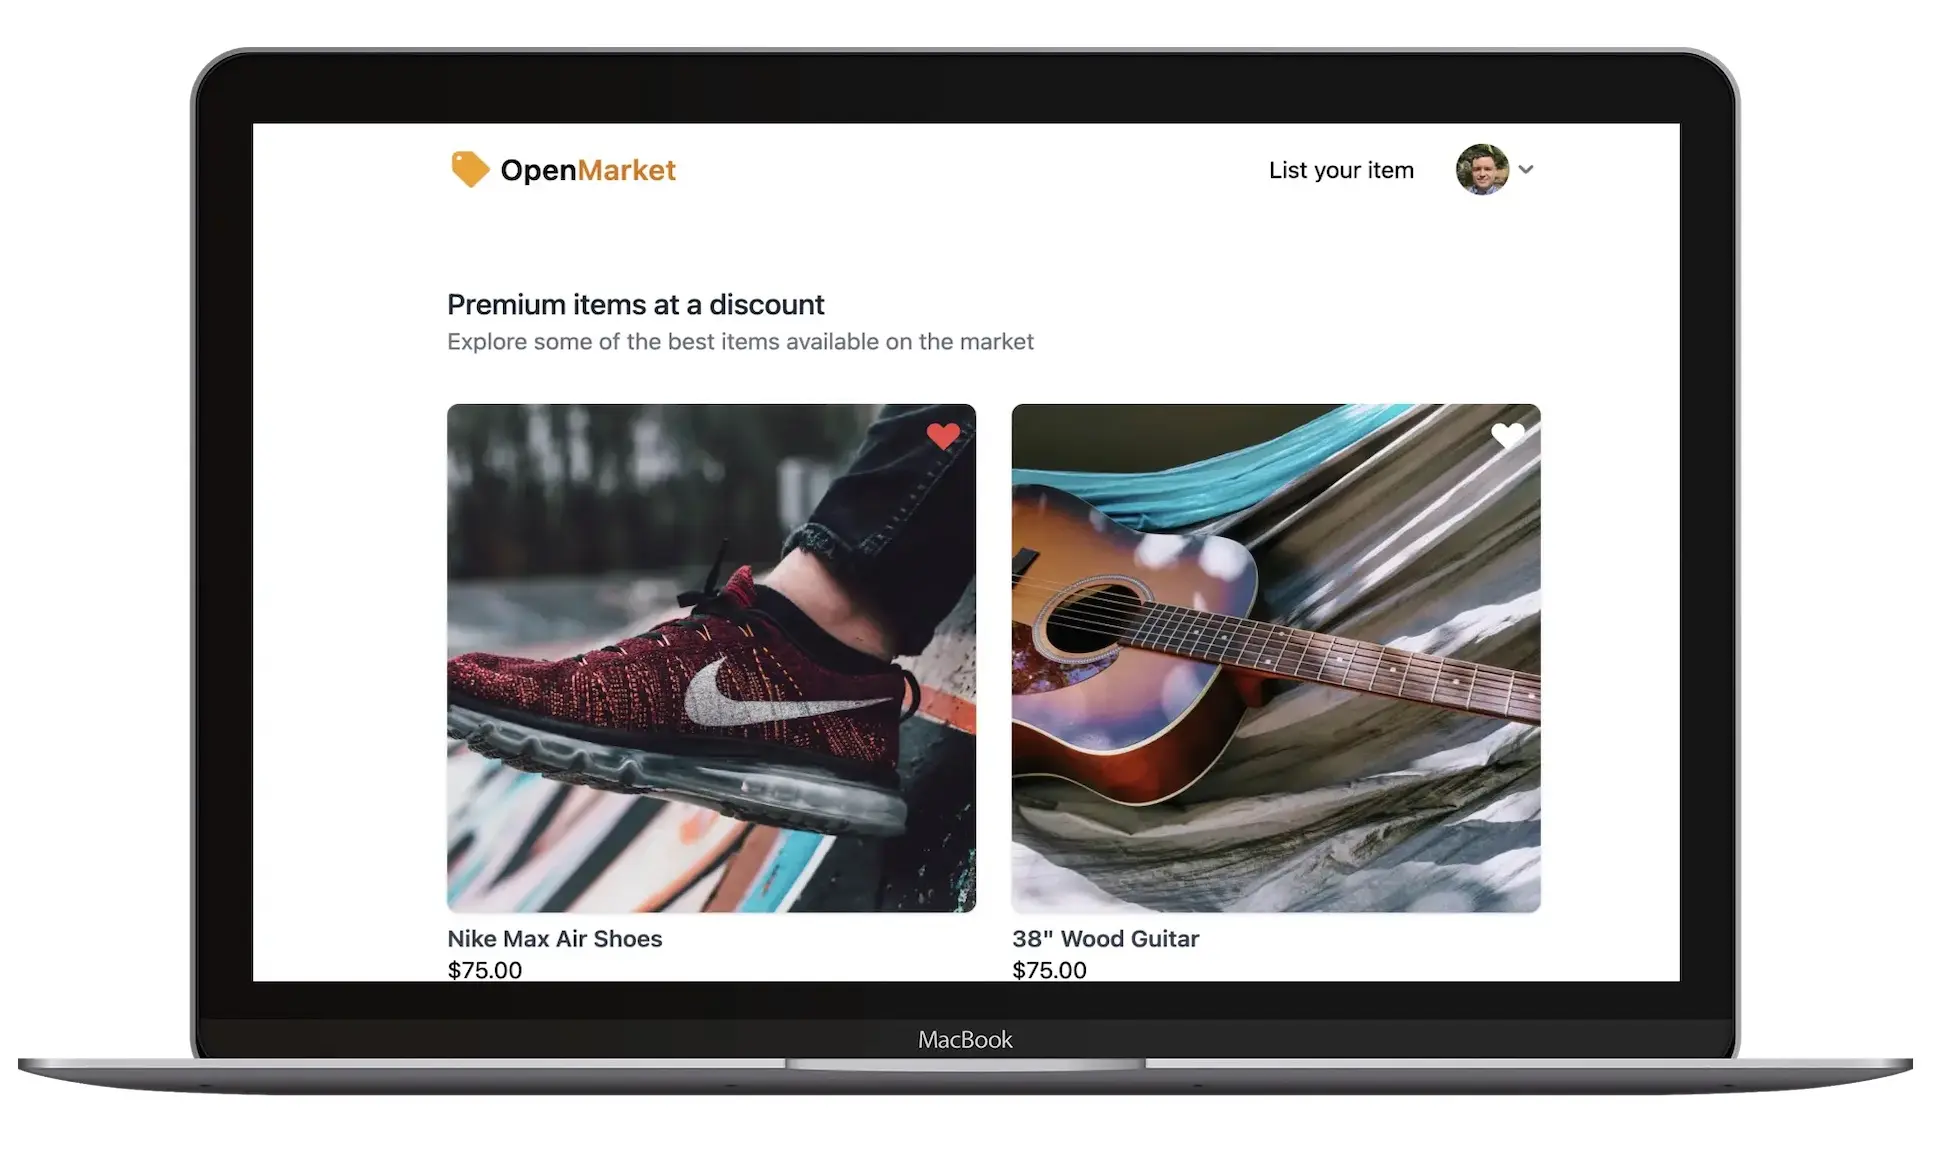 OpenMarket
List your item
Premium items at a discount
Explore some of the best items available on the market
Nike Max Air Shoes
$75.00
38" Wood Guitar
$75.00
MacBook